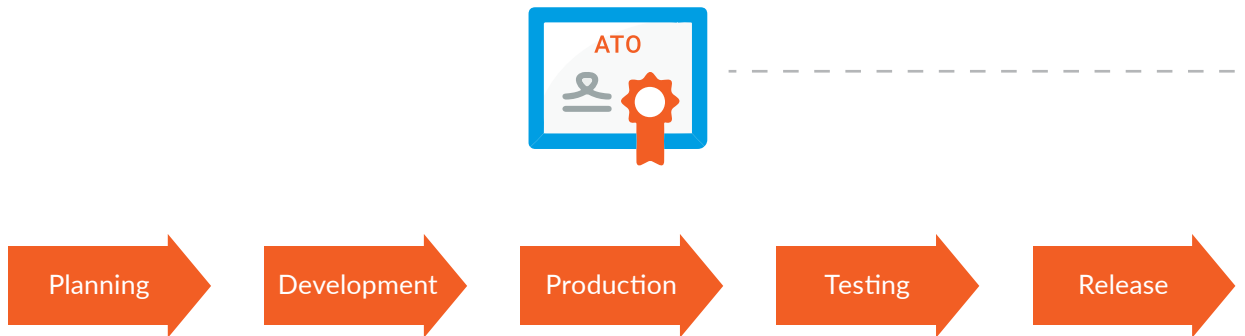 ATO
Planning
Development
Production
Testing
Release